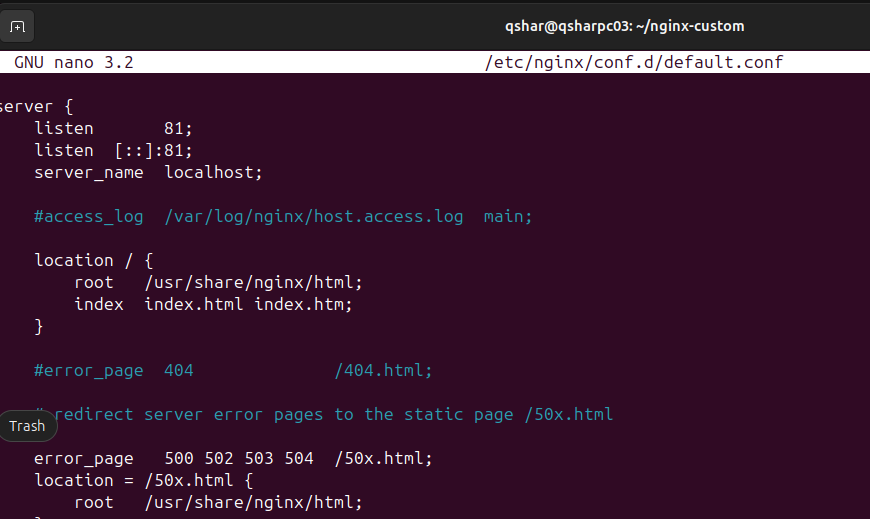 qshar@qsharpc03: ~/nginx-custom
GNU nano 3.2 /etc/nginx/conf.d/default.conf
server {
    listen       81;
    listen  [::]:81;
    server_name  localhost;
    #access_log  /var/log/nginx/host.access.log  main;
    location / {
        root   /usr/share/nginx/html;
        index  index.html index.htm;
    }
    #error_page  404              /404.html;
    # redirect server error pages to the static page /50x.html
Trash
    error_page   500 502 503 504  /50x.html;
    location = /50x.html {
        root   /usr/share/nginx/html;